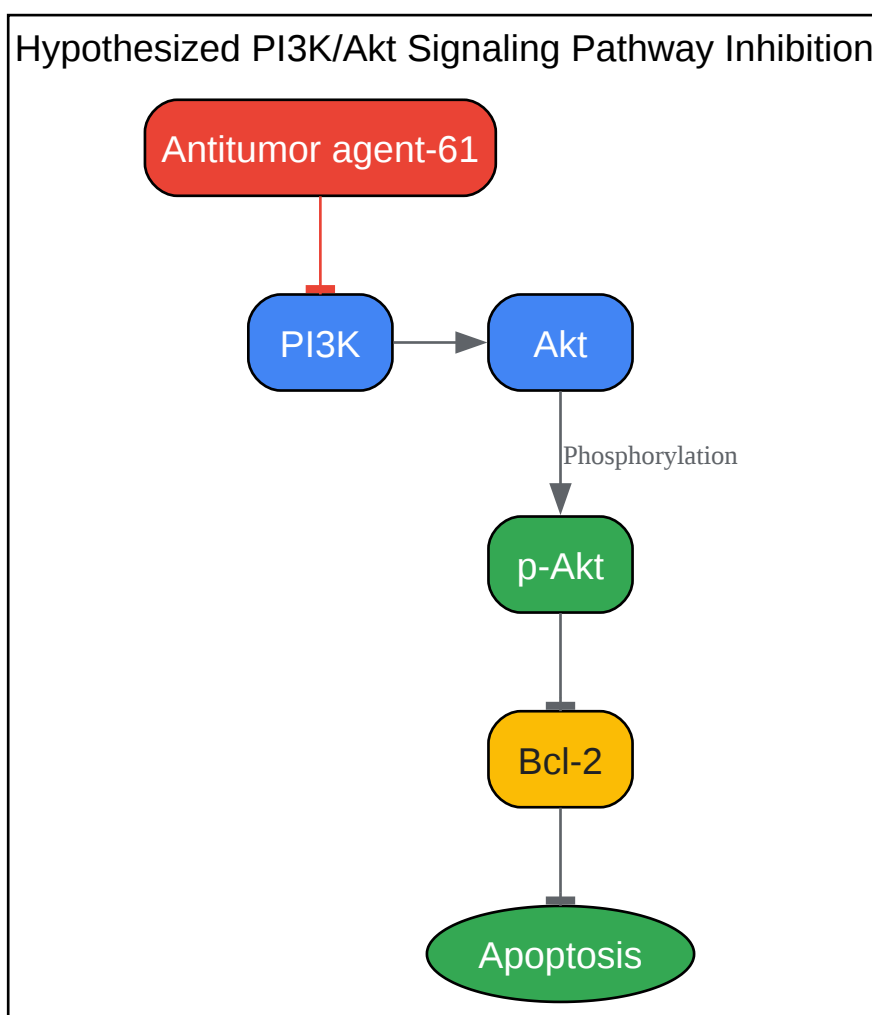 Hypothesized PI3K/Akt Signaling Pathway Inhibition
Antitumor agent-61
PI3K
Akt
Phosphorylation
p-Akt
Bcl-2
Apoptosis